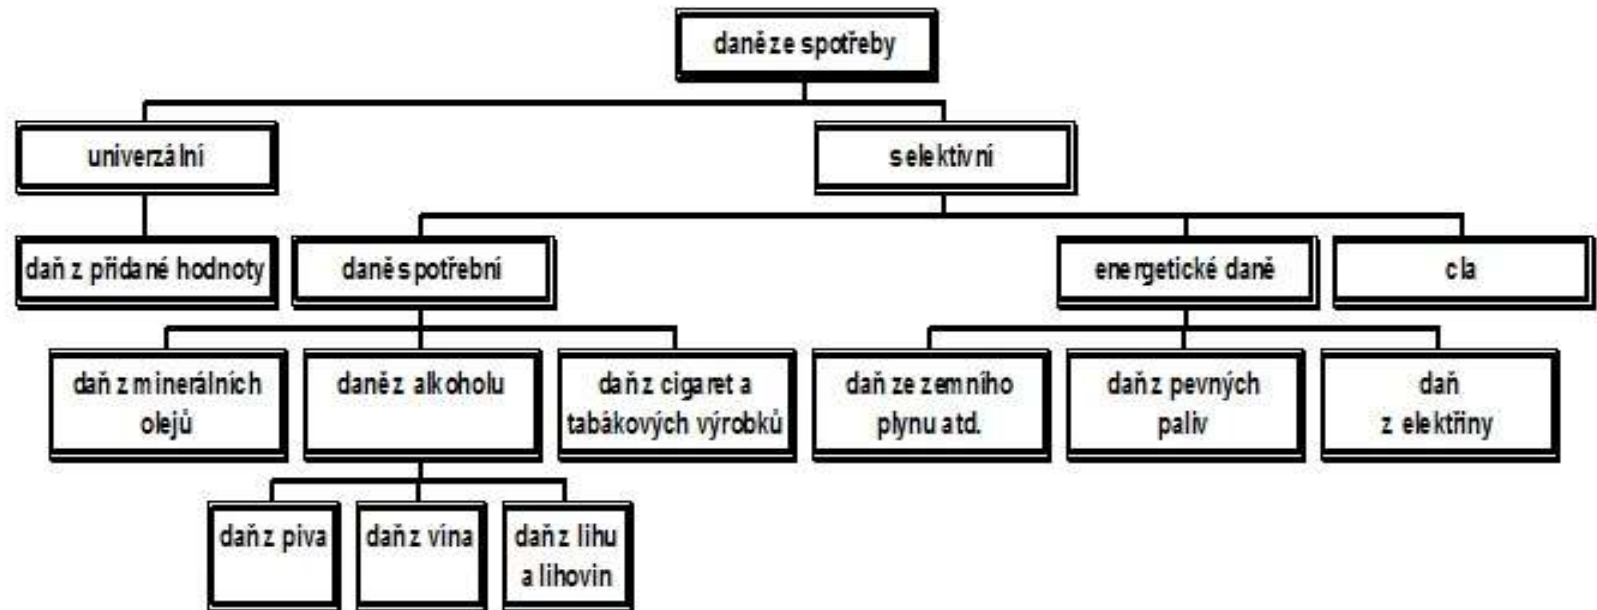 daně ze spotřeby
univerzální
selektivní
daň z přidané hodnoty
daně spotřební
energetické daně
cla
daň z minerálních
olejů
daně z alkoholu
daň z cigaret a
tabákových výrobků
daň ze zemního
plynu atd.
daň z pevných
paliv
daň
z elektřiny
daň z piva
daň z vína
daň z lihu
a lihovin